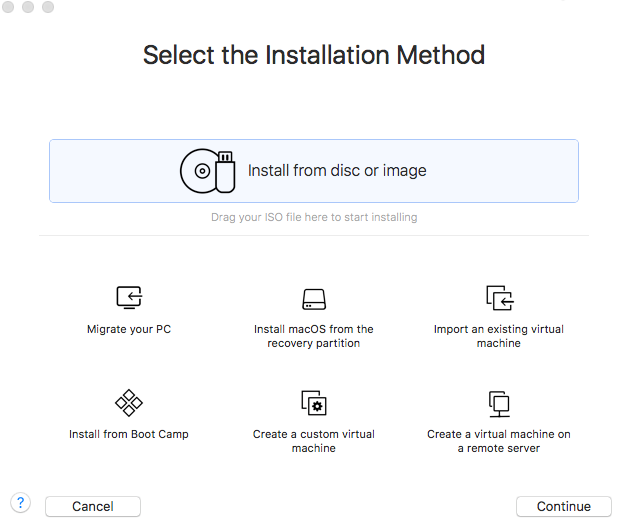 Select the Installation Method
Install from disc or image
Drag your ISO file here to start installing
Migrate your PC
Install macOS from the
recovery partition
Import an existing virtual
machine
Install from Boot Camp
Create a custom virtual
machine
Create a virtual machine on
a remote server
?
Cancel
Continue